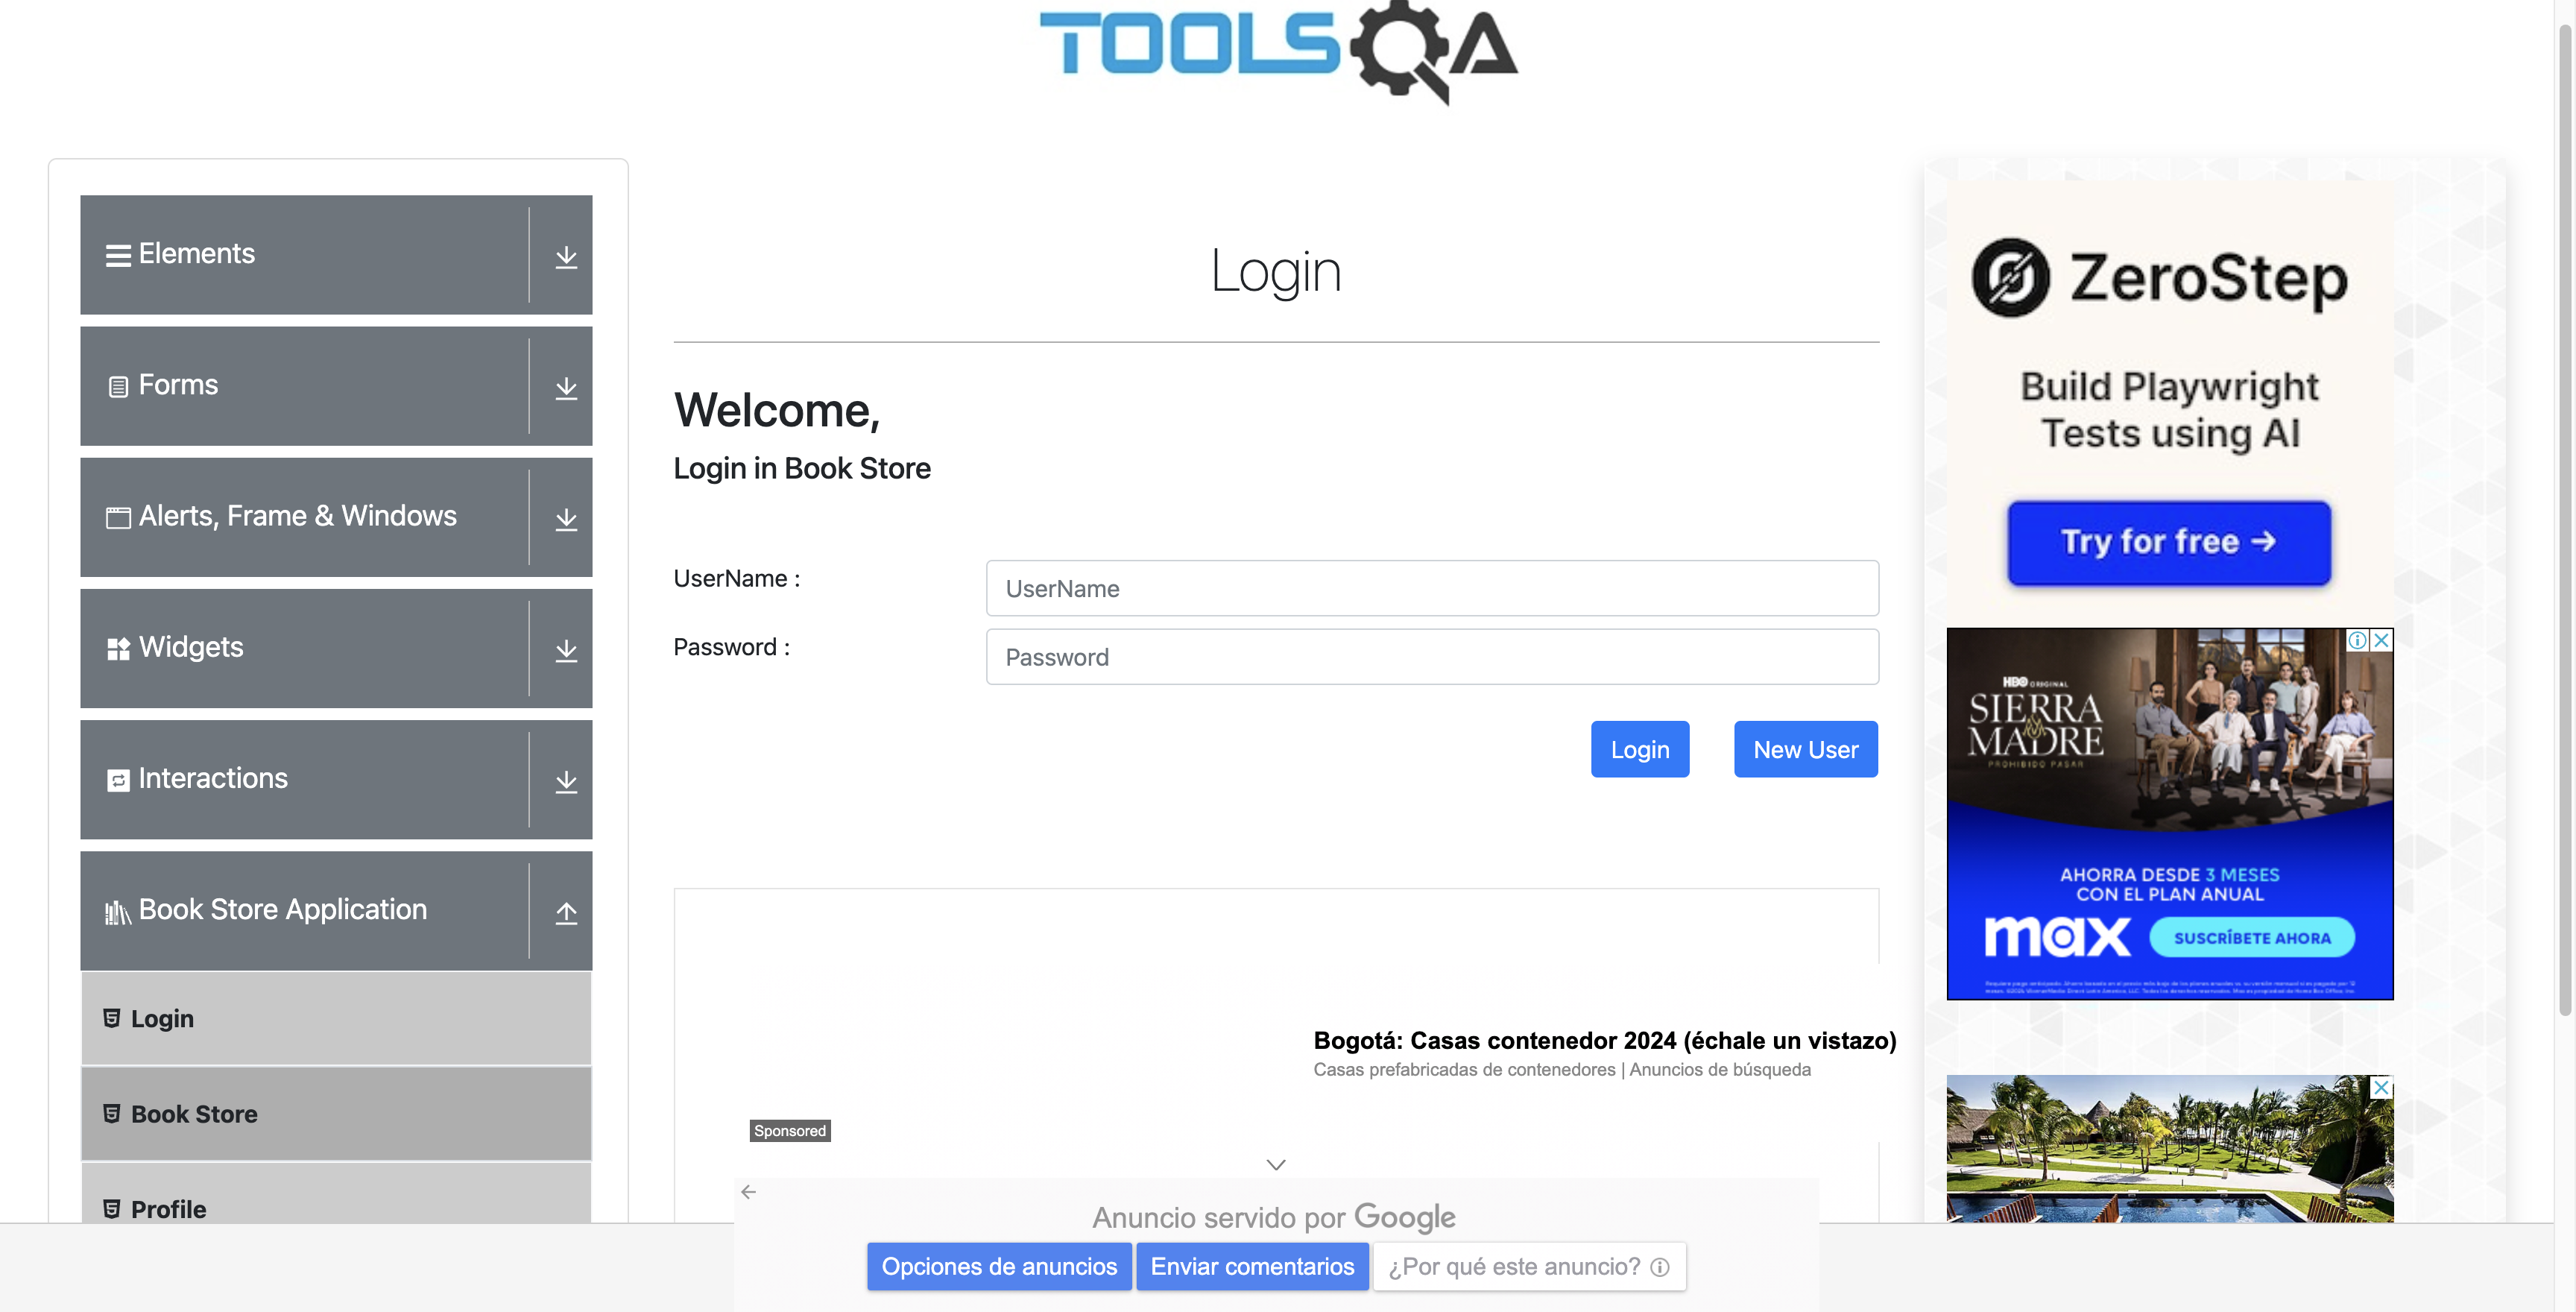 TOOLSQA
Elements
Forms
Alerts, Frame & Windows
Widgets
Interactions
Book Store Application
Login
Book Store
Profile
Login
Welcome,
Login in Book Store
UserName :
UserName
Password :
Password
Login
New User
Bogotá: Casas contenedor 2024 (échale un vistazo)
Casas prefabricadas de contenedores | Anuncios de búsqueda
Sponsored
Anuncio servido por Google
Opciones de anuncios
Enviar comentarios
¿Por qué este anuncio?
ZeroStep
Build Playwright
Tests using AI
Try for free →
HBO ORIGINAL
SIERRA
MADRE
PROHIBIDO PASAR
AHORRA DESDE 3 MESES
CON EL PLAN ANUAL
max
SUSCRÍBETE AHORA